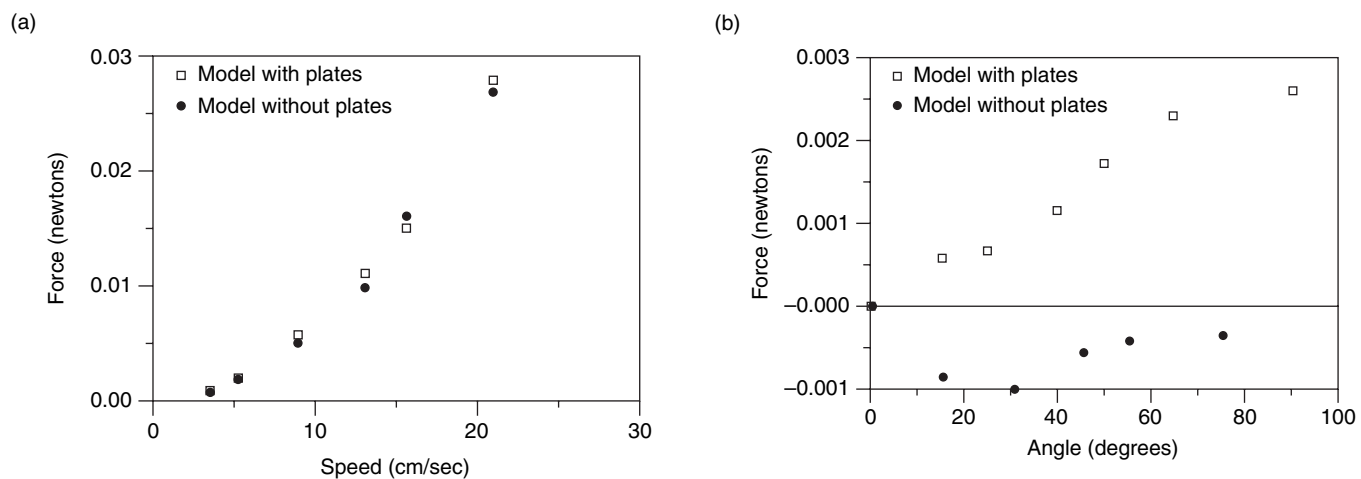 (a)
Model with plates
Model without plates
0.03
0.02
0.01
0.00
Force (newtons)
0
10
20
30
Speed (cm/sec)
(b)
Model with plates
Model without plates
0.003
0.002
0.001
−0.000
−0.001
Force (newtons)
0
20
40
60
80
100
Angle (degrees)